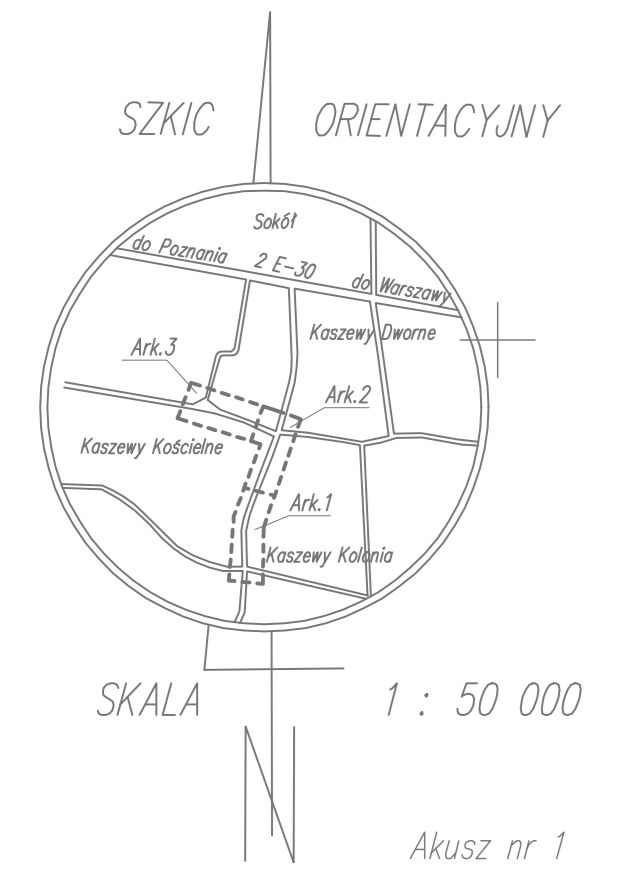 SZKIC ORIENTACYJNY
Sokół
do Poznania 2 E-30 do Warszawy
Kaszewy Dworne
Ark.3
Ark.2
Kaszewy Kościelne
Ark.1
Kaszewy Kolonia
SKALA 1 : 50 000
N
Akusz nr 1